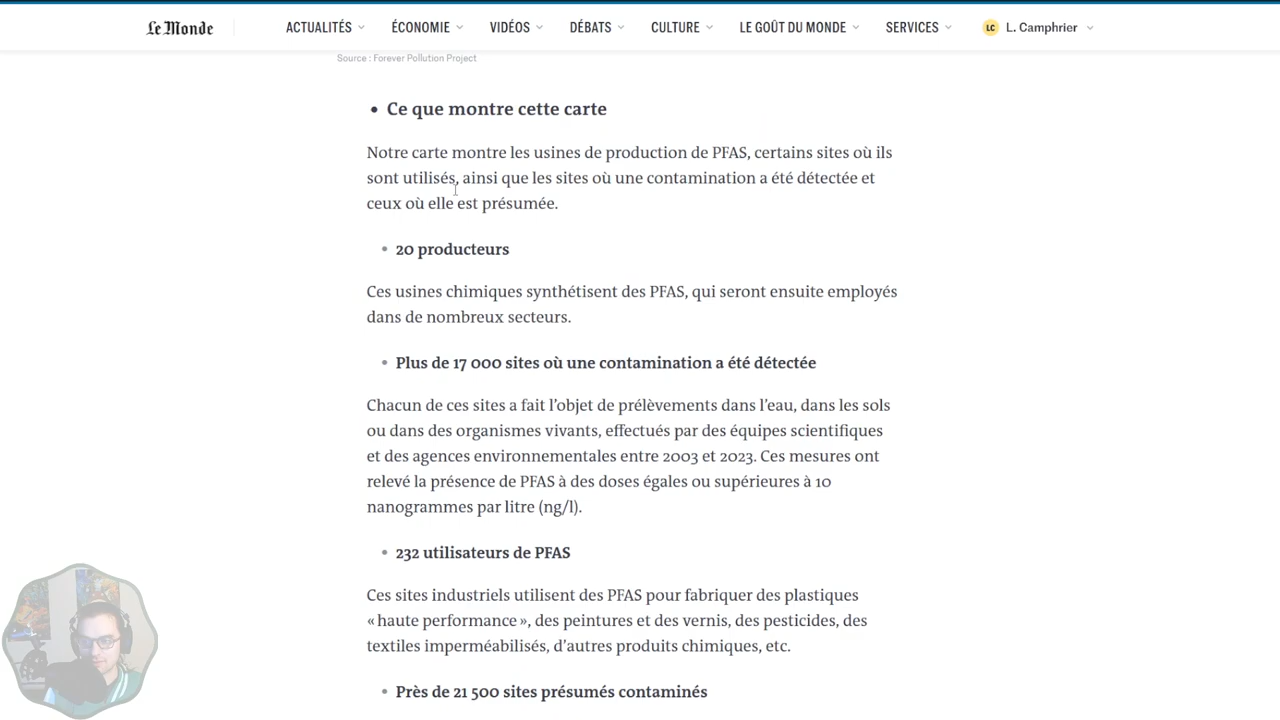 Le Monde
ACTUALITÉS
ÉCONOMIE
VIDÉOS
DÉBATS
CULTURE
LE GOÛT DU MONDE
SERVICES
LC
L. Camphrier
Source : Forever Pollution Project
• Ce que montre cette carte
Notre carte montre les usines de production de PFAS, certains sites où ils
sont utilisés, ainsi que les sites où une contamination a été détectée et
ceux où elle est présumée.
• 20 producteurs
Ces usines chimiques synthétisent des PFAS, qui seront ensuite employés
dans de nombreux secteurs.
• Plus de 17 000 sites où une contamination a été détectée
Chacun de ces sites a fait l’objet de prélèvements dans l’eau, dans les sols
ou dans des organismes vivants, effectués par des équipes scientifiques
et des agences environnementales entre 2003 et 2023. Ces mesures ont
relevé la présence de PFAS à des doses égales ou supérieures à 10
nanogrammes par litre (ng/l).
• 232 utilisateurs de PFAS
Ces sites industriels utilisent des PFAS pour fabriquer des plastiques
« haute performance », des peintures et des vernis, des pesticides, des
textiles imperméabilisés, d’autres produits chimiques, etc.
• Près de 21 500 sites présumés contaminés